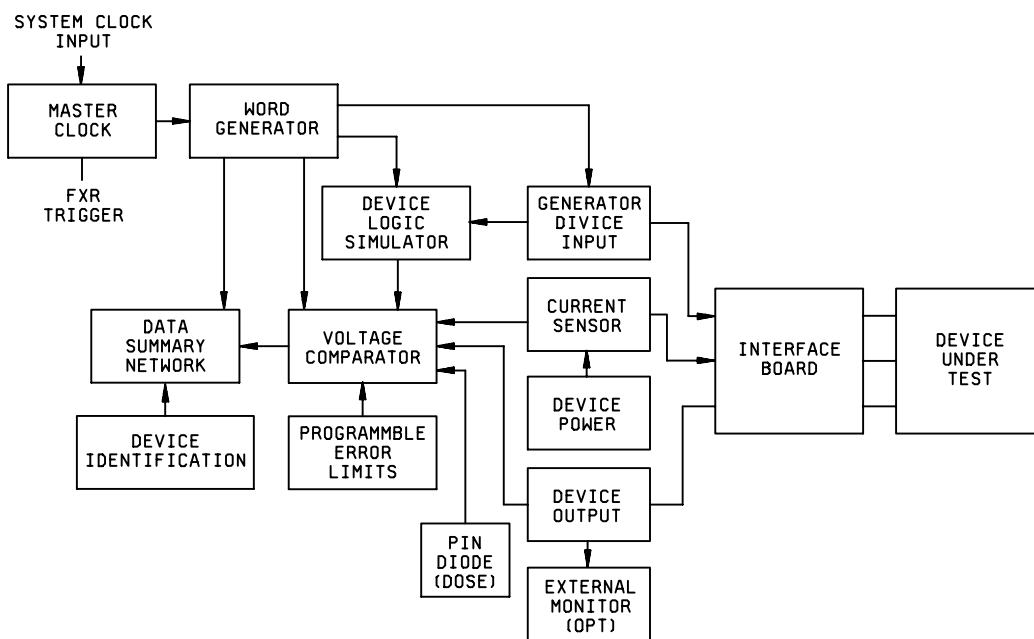 SYSTEM CLOCK
INPUT
MASTER
CLOCK
WORD
GENERATOR
FXR
TRIGGER
DEVICE
LOGIC
SIMULATOR
GENERATOR
DIVICE
INPUT
DATA
SUMMARY
NETWORK
VOLTAGE
COMPARATOR
CURRENT
SENSOR
INTERFACE
BOARD
DEVICE
UNDER
TEST
DEVICE
IDENTIFICATION
PROGRAMMBLE
ERROR
LIMITS
DEVICE
POWER
DEVICE
OUTPUT
PIN
DIODE
(DOSE)
EXTERNAL
MONITOR
(OPT)